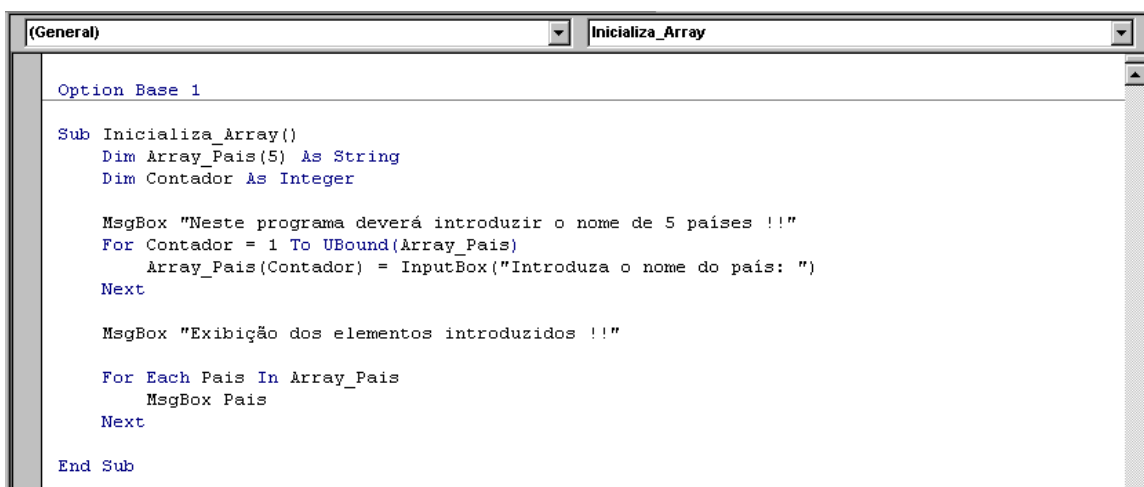 (General) Inicializa_Array
Option Base 1
Sub Inicializa_Array()
    Dim Array_Pais(5) As String
    Dim Contador As Integer
    MsgBox "Neste programa deverá introduzir o nome de 5 países !!"
    For Contador = 1 To UBound(Array_Pais)
        Array_Pais(Contador) = InputBox("Introduza o nome do país: ")
    Next
    MsgBox "Exibição dos elementos introduzidos !!"
    For Each Pais In Array_Pais
        MsgBox Pais
    Next
End Sub